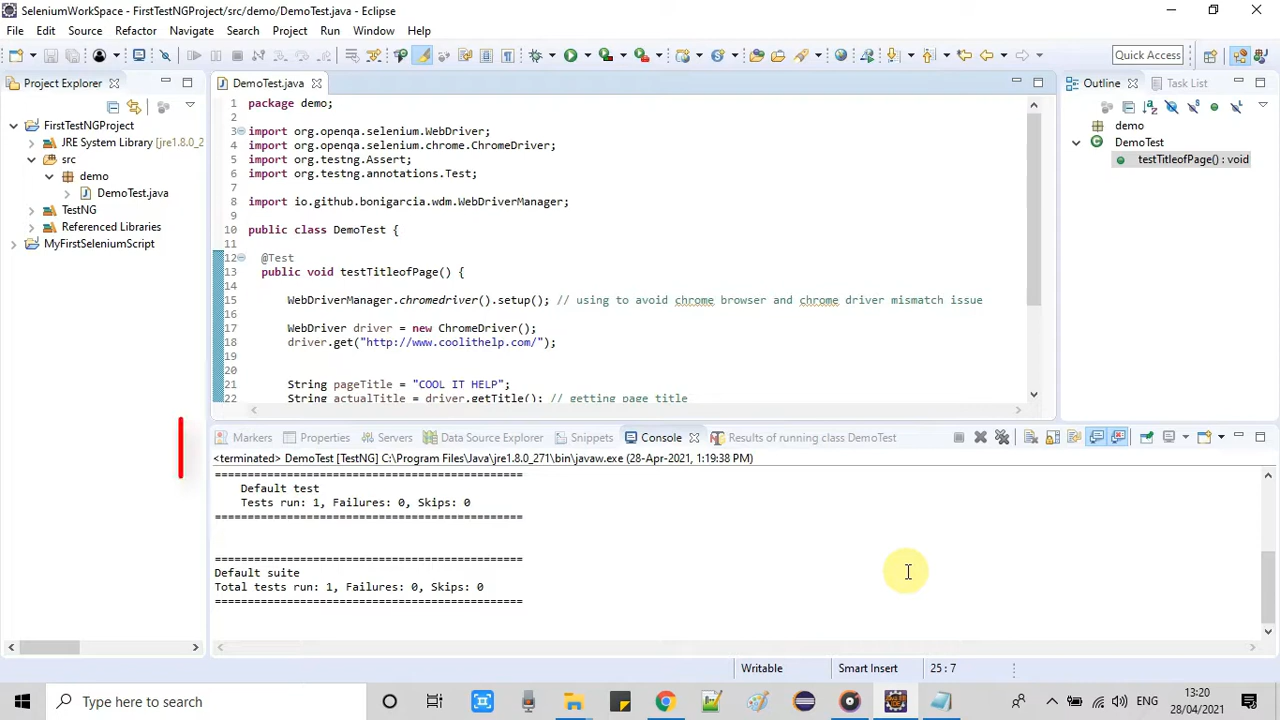 SeleniumWorkSpace - FirstTestNGProject/src/demo/DemoTest.java - Eclipse
File Edit Source Refactor Navigate Search Project Run Window Help
Quick Access
Project Explorer
FirstTestNGProject
JRE System Library [jre1.8.0_2
src
demo
DemoTest.java
TestNG
Referenced Libraries
MyFirstSeleniumScript
DemoTest.java
1 package demo;
2
3 import org.openqa.selenium.WebDriver;
4 import org.openqa.selenium.chrome.ChromeDriver;
5 import org.testng.Assert;
6 import org.testng.annotations.Test;
7
8 import io.github.bonigarcia.wdm.WebDriverManager;
9
10 public class DemoTest {
11
12 @Test
13 public void testTitleofPage() {
14
15 WebDriverManager.chromedriver().setup(); // using to avoid chrome browser and chrome driver mismatch issue
16
17 WebDriver driver = new ChromeDriver();
18 driver.get("http://www.coolithelp.com/");
19
20
21 String pageTitle = "COOL IT HELP";
22 String actualTitle = driver.getTitle(); // getting page title
Outline Task List
demo
DemoTest
testTitleofPage() : void
Markers Properties Servers Data Source Explorer Snippets Console Results of running class DemoTest
<terminated> DemoTest [TestNG] C:\Program Files\Java\jre1.8.0_271\bin\javaw.exe (28-Apr-2021, 1:19:38 PM)
===============================================
Default test
Tests run: 1, Failures: 0, Skips: 0
===============================================
===============================================
Default suite
Total tests run: 1, Failures: 0, Skips: 0
===============================================
Writable Smart Insert 25 : 7
Type here to search
13:20
28/04/2021